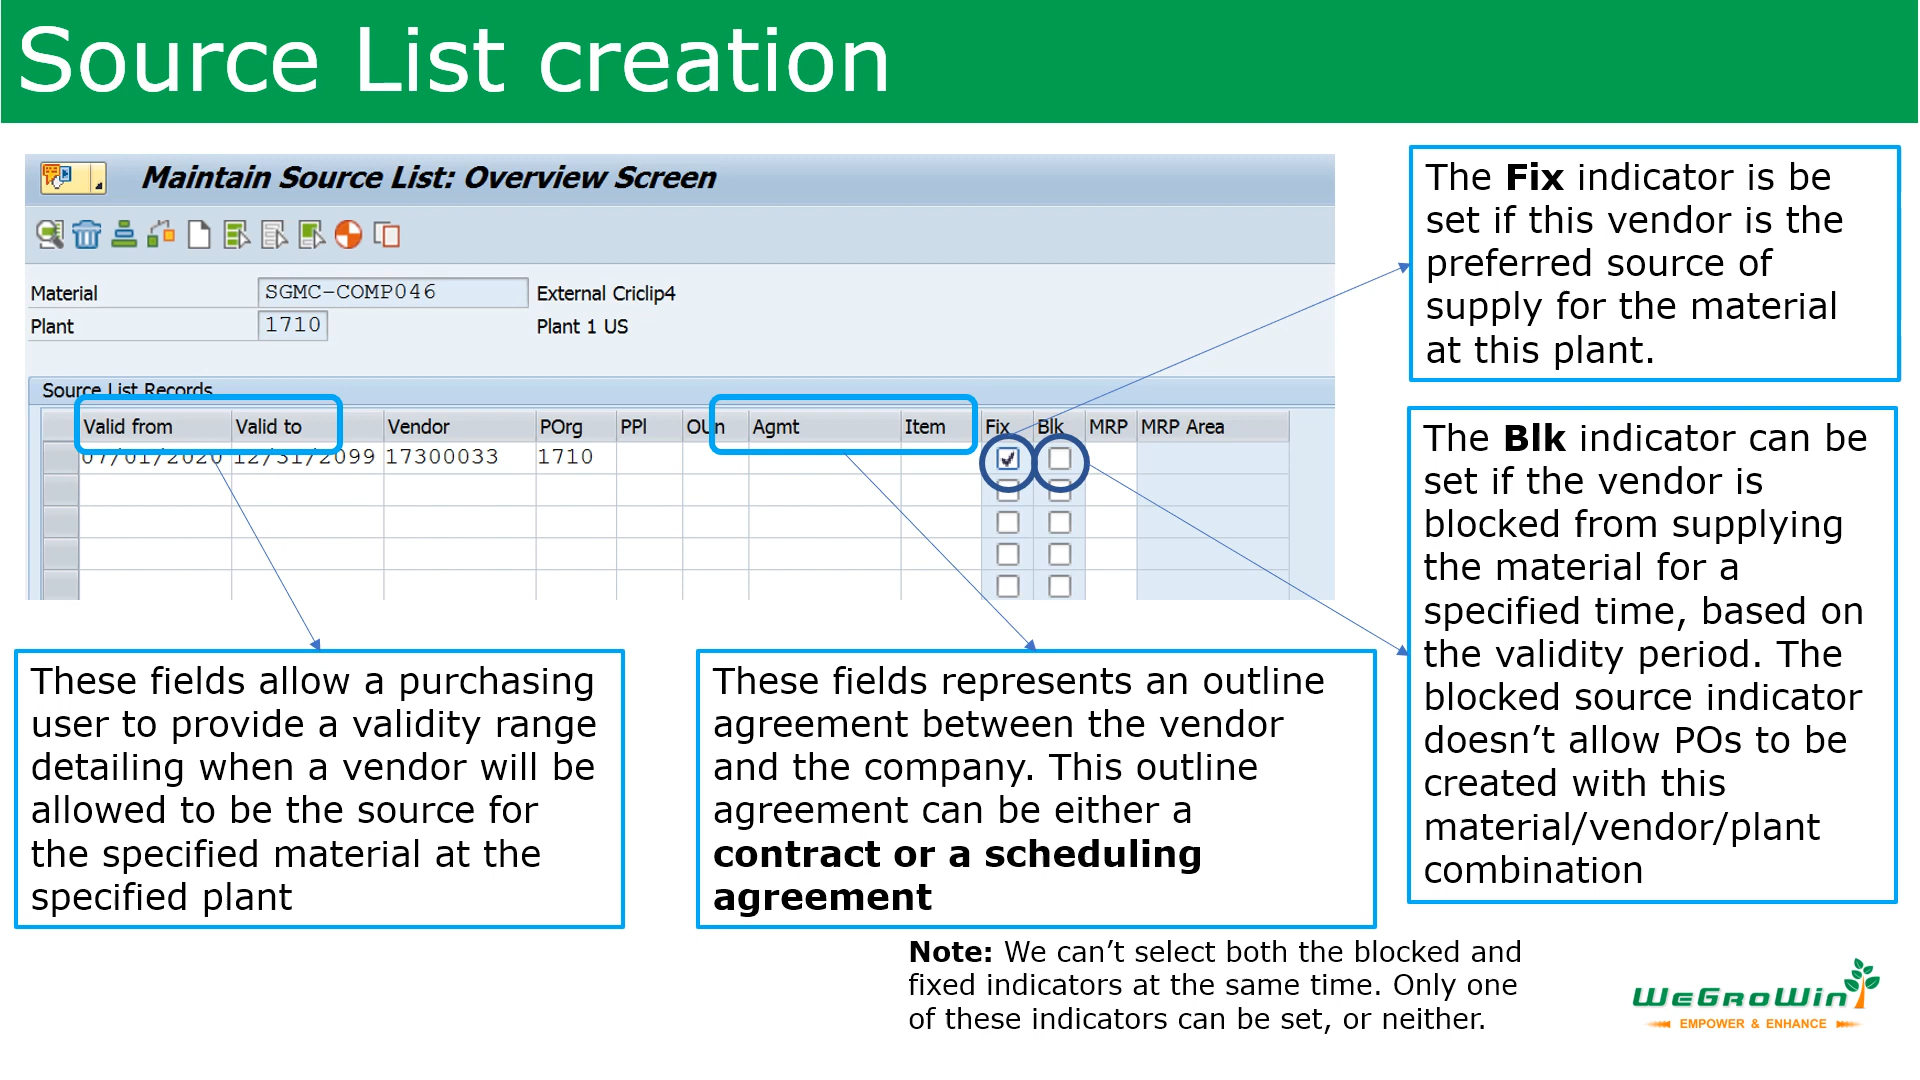 Source List creation
Maintain Source List: Overview Screen
Material SGMC-COMP046 External Criclip4
Plant 1710 Plant 1 US
Source List Records
Valid from Valid to Vendor POrg PPl OUn Agmt Item Fix Blk MRP MRP Area
07/01/2020 12/31/2099 17300033 1710
The Fix indicator is be
set if this vendor is the
preferred source of
supply for the material
at this plant.
The Blk indicator can be
set if the vendor is
blocked from supplying
the material for a
specified time, based on
the validity period. The
blocked source indicator
doesn’t allow POs to be
created with this
material/vendor/plant
combination
These fields allow a purchasing
user to provide a validity range
detailing when a vendor will be
allowed to be the source for
the specified material at the
specified plant
These fields represents an outline
agreement between the vendor
and the company. This outline
agreement can be either a
contract or a scheduling
agreement
Note: We can’t select both the blocked and
fixed indicators at the same time. Only one
of these indicators can be set, or neither.
WeGroWin
EMPOWER & ENHANCE